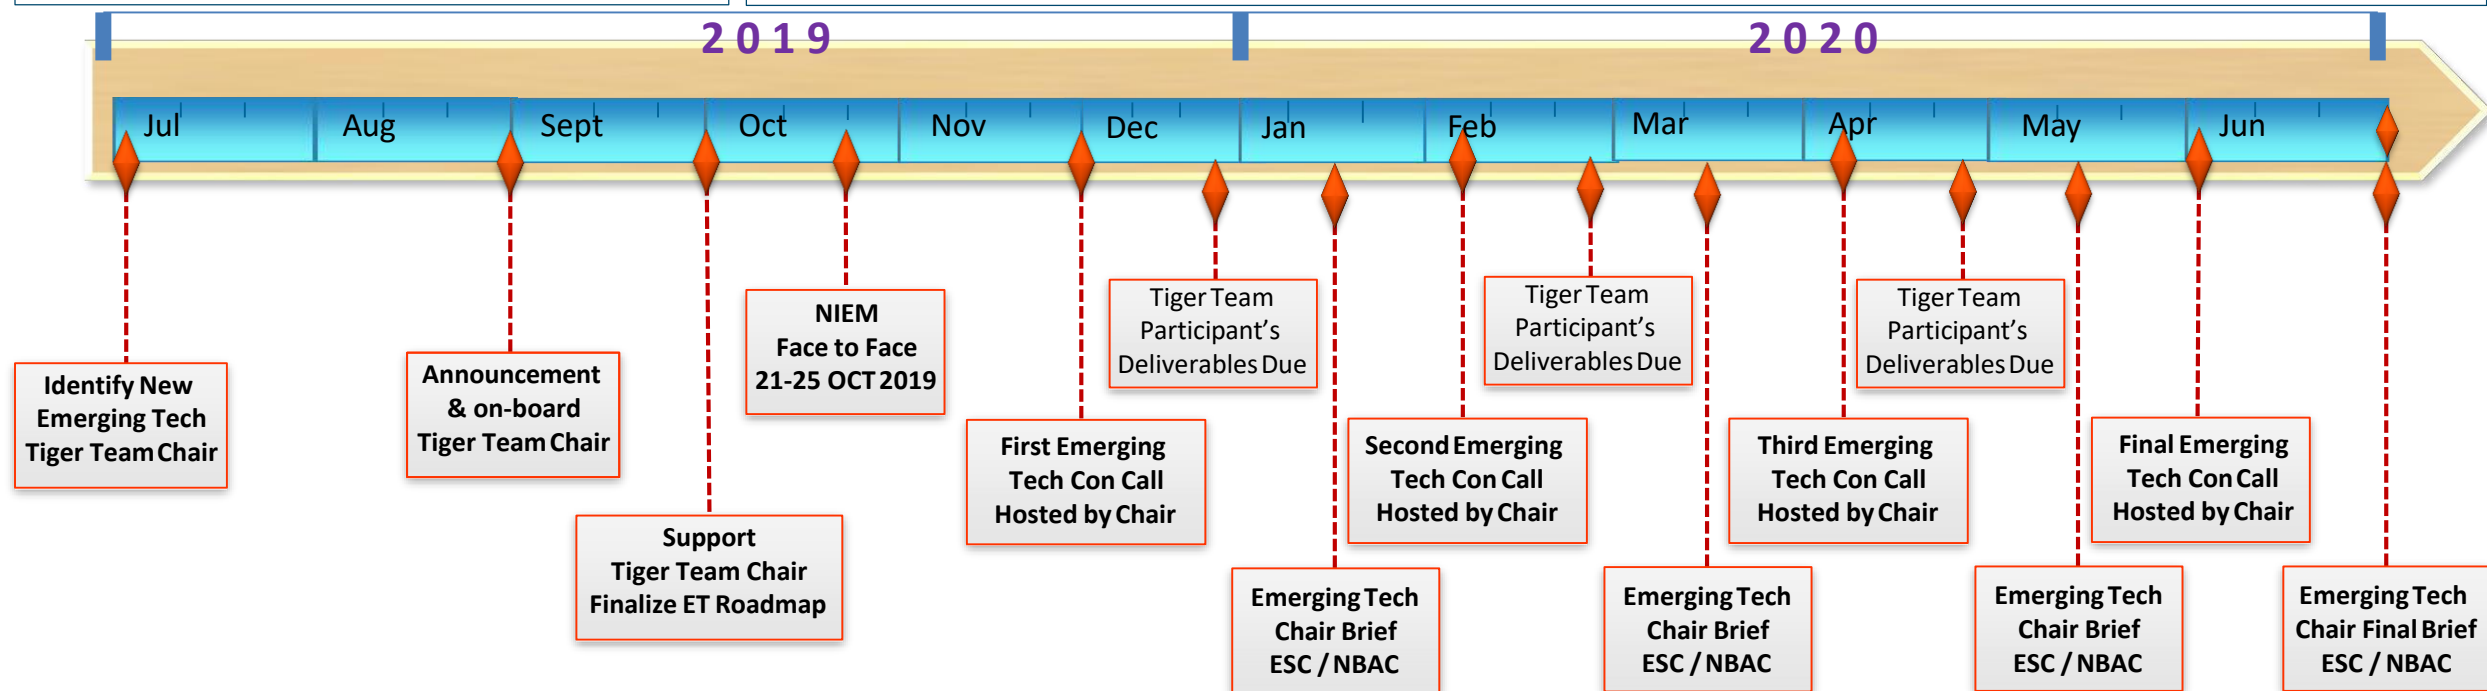 2019
2020
Jul
Aug
Sept
Oct
Nov
Dec
Jan
Feb
Mar
Apr
May
Jun
Identify New
Emerging Tech
Tiger Team Chair
Announcement
& on-board
Tiger Team Chair
Support
Tiger Team Chair
Finalize ET Roadmap
NIEM
Face to Face
21-25 OCT 2019
First Emerging
Tech Con Call
Hosted by Chair
Tiger Team
Participant’s
Deliverables Due
Emerging Tech
Chair Brief
ESC / NBAC
Second Emerging
Tech Con Call
Hosted by Chair
Tiger Team
Participant’s
Deliverables Due
Emerging Tech
Chair Brief
ESC / NBAC
Third Emerging
Tech Con Call
Hosted by Chair
Tiger Team
Participant’s
Deliverables Due
Emerging Tech
Chair Brief
ESC / NBAC
Final Emerging
Tech Con Call
Hosted by Chair
Emerging Tech
Chair Final Brief
ESC / NBAC